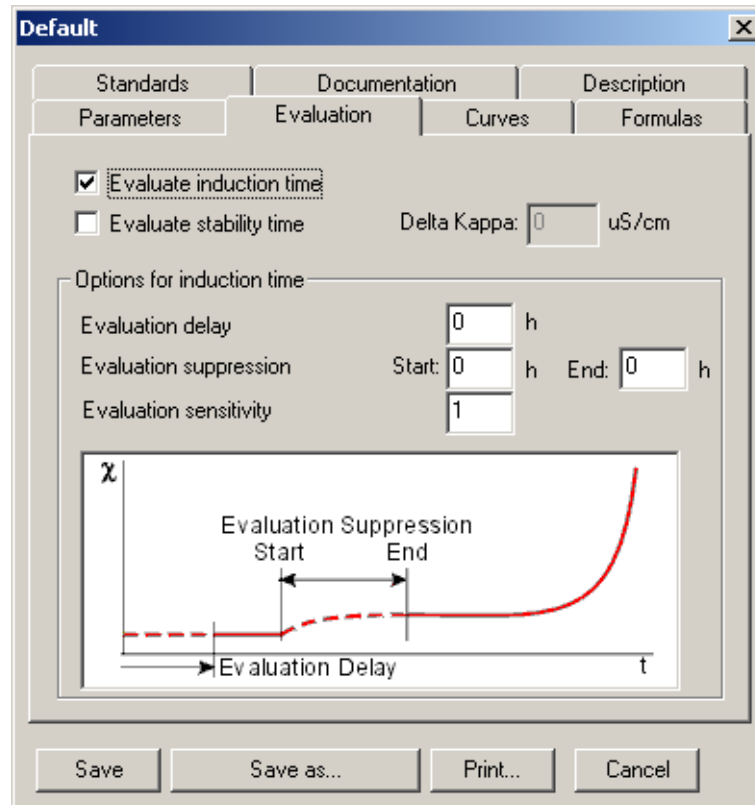 Default
Standards Documentation Description
Parameters Evaluation Curves Formulas
Evaluate induction time
Evaluate stability time Delta Kappa: 0 uS/cm
Options for induction time
Evaluation delay 0 h
Evaluation suppression Start: 0 h End: 0 h
Evaluation sensitivity 1
χ
Evaluation Suppression
Start End
Evaluation Delay t
Save Save as... Print... Cancel